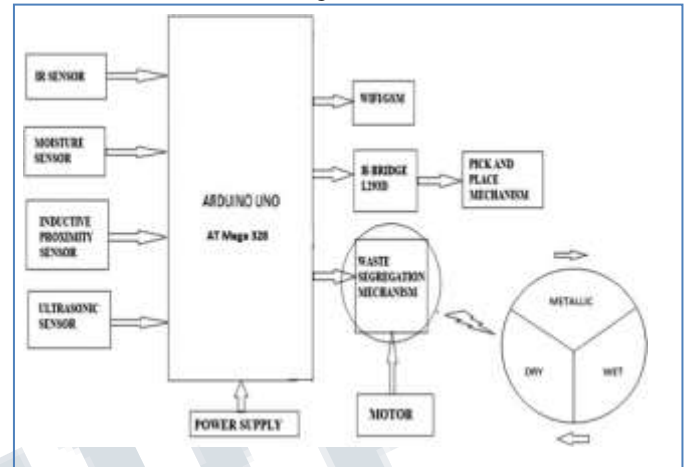 IR SENSOR
MOISTURE
SENSOR
INDUCTIVE
PROXIMITY
SENSOR
ULTRASONIC
SENSOR
ARDUINO UNO
AT Mega 328
POWER SUPPLY
WIFI/GSM
H-BRIDGE
L293D
PICK AND
PLACE
MECHANISM
WASTE
SEGREGATION
MECHANISM
MOTOR
METALLIC
DRY
WET